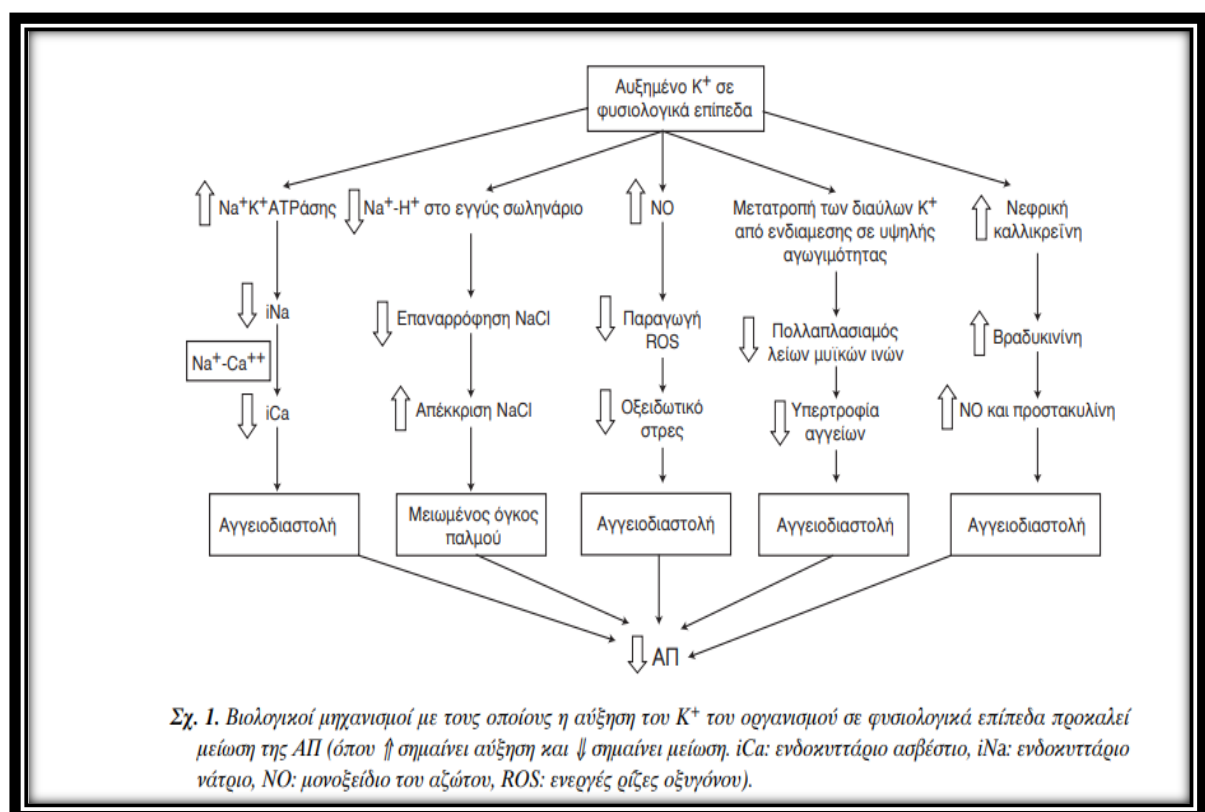 Αυξημένο Κ+ σε
φυσιολογικά επίπεδα
⇑ Na+K+ATPάσης
⇓ Na+-H+ στο εγγύς σωληνάριο
⇑ NO
Μετατροπή των διαύλων Κ+
από ενδιαμεση σε υψηλής
αγωγιμότητας
⇑ Νεφρική
καλλικρεΐνη
⇓ iNa
⇓ Επαναρρόφηση NaCl
⇓ Παραγωγή
ROS
⇓ Πολλαπλασιαμός
λείων μυϊκών ινών
⇑ Βραδυκινίνη
Na+-Ca++
⇓ iCa
⇑ Απέκκριση NaCl
⇓ Οξειδωτικό
στρες
⇓ Υπερτροφία
αγγείων
⇑ NO και προστακυλίνη
Αγγειοδιαστολή
Μειωμένος όγκος
παλμού
Αγγειοδιαστολή
Αγγειοδιαστολή
Αγγειοδιαστολή
⇓ ΑΠ
Σχ. 1. Βιολογικοί μηχανισμοί με τους οποίους η αύξηση του Κ+ του οργανισμού σε φυσιολογικά επίπεδα προκαλεί
μείωση της ΑΠ (όπου ⇑ σημαίνει αύξηση και ⇓ σημαίνει μείωση. iCa: ενδοκυττάριο ασβέστιο, iNa: ενδοκυττάριο
νάτριο, NO: μονοξείδιο του αζώτου, ROS: ενεργές ρίζες οξυγόνου).